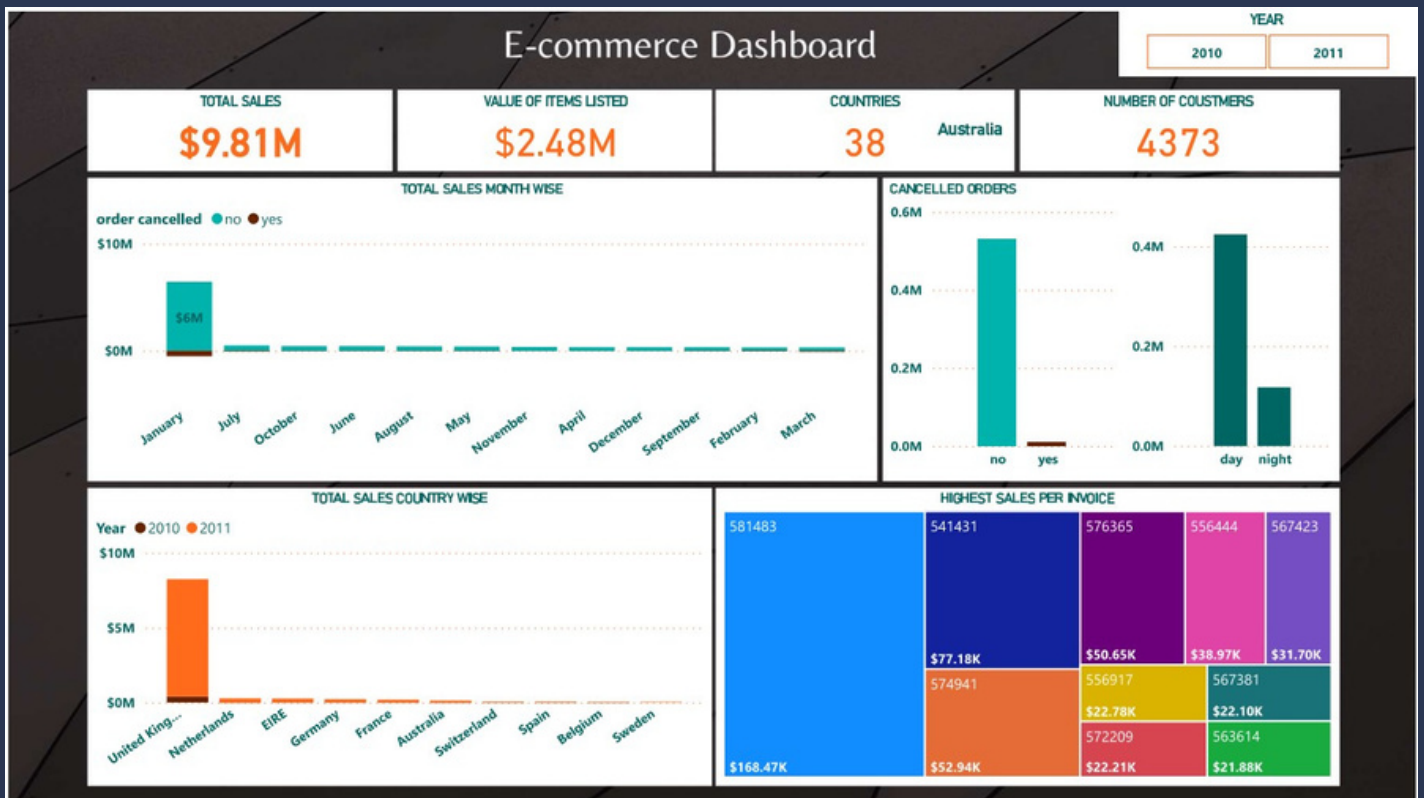 E-commerce Dashboard
YEAR
2010
2011
TOTAL SALES
$9.81M
VALUE OF ITEMS LISTED
$2.48M
COUNTRIES
38
Australia
NUMBER OF COUSTMERS
4373
TOTAL SALES MONTH WISE
order cancelled no yes
$10M
$6M
$0M
January
July
October
June
August
May
November
April
December
September
February
March
CANCELLED ORDERS
0.6M
0.4M
0.2M
0.0M
no
yes
0.4M
0.2M
0.0M
day
night
TOTAL SALES COUNTRY WISE
Year 2010 2011
$10M
$5M
$0M
United King...
Netherlands
EIRE
Germany
France
Australia
Switzerland
Spain
Belgium
Sweden
HIGHEST SALES PER INVOICE
581483
$168.47K
541431
$77.18K
574941
$52.94K
576365
$50.65K
556444
$38.97K
567423
$31.70K
556917
$22.78K
567381
$22.10K
572209
$22.21K
563614
$21.88K